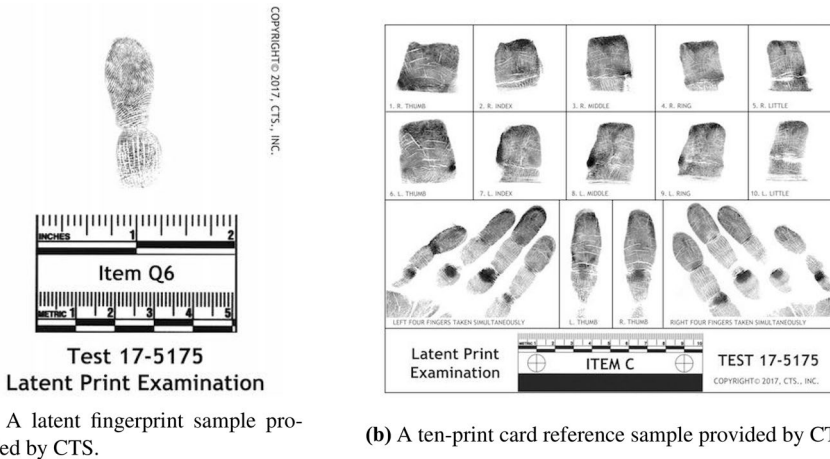 COPYRIGHT© 2017, CTS., INC.
INCHES 1 2
Item Q6
METRIC 1 2 3 4 5
Test 17-5175
Latent Print Examination
A latent fingerprint sample pro-
ed by CTS.
1. R. THUMB
2. R. INDEX
3. R. MIDDLE
4. R. RING
5. R. LITTLE
6. L. THUMB
7. L. INDEX
8. L. MIDDLE
9. L. RING
10. L. LITTLE
LEFT FOUR FINGERS TAKEN SIMULTANEOUSLY
L. THUMB
R. THUMB
RIGHT FOUR FINGERS TAKEN SIMULTANEOUSLY
Latent Print
Examination
ITEM C
TEST 17-5175
COPYRIGHT© 2017, CTS., INC.
(b) A ten-print card reference sample provided by CT